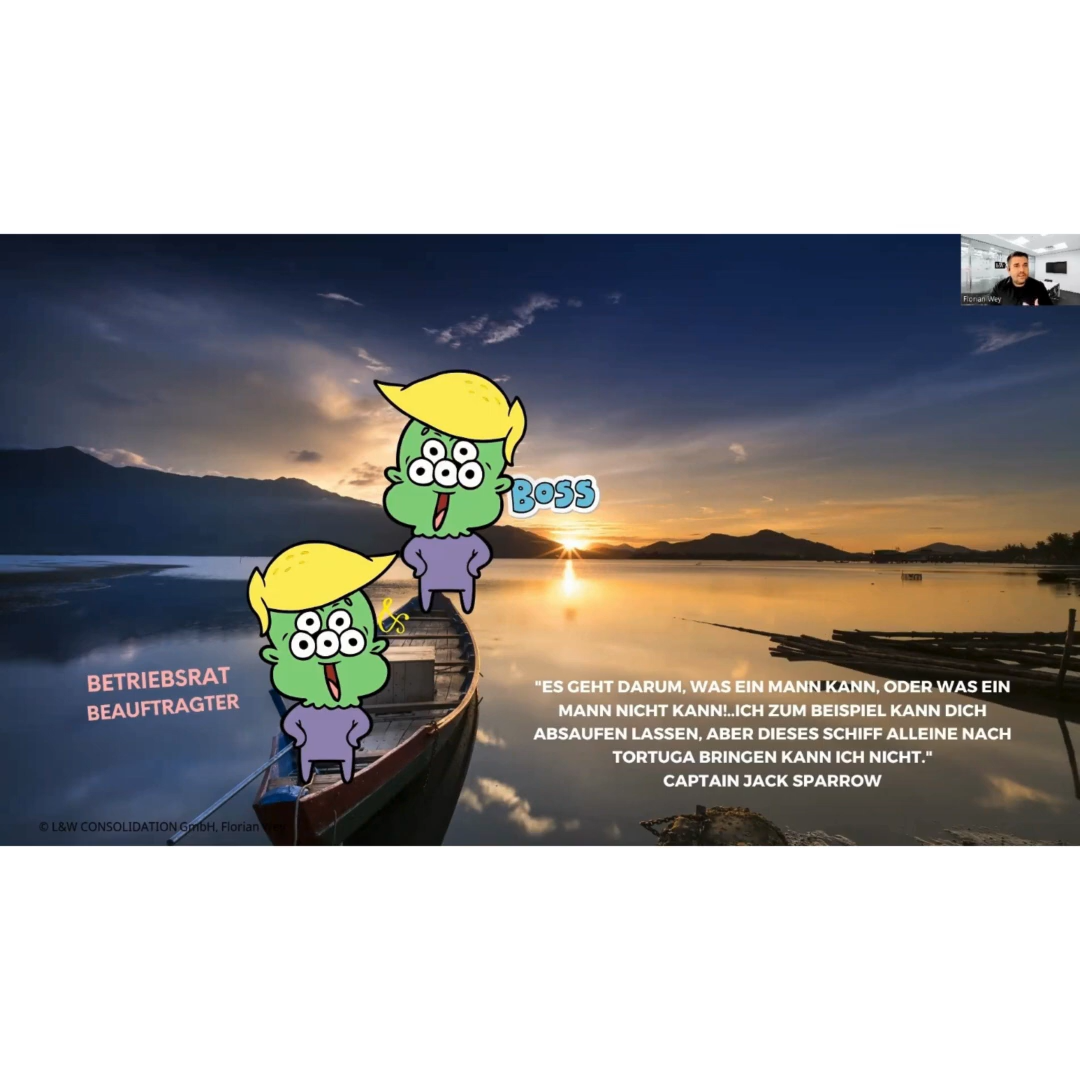 Florian Wey
BOSS
&
BETRIEBSRAT
BEAUFTRAGTER
"ES GEHT DARUM, WAS EIN MANN KANN, ODER WAS EIN
MANN NICHT KANN!..ICH ZUM BEISPIEL KANN DICH
ABSAUFEN LASSEN, ABER DIESES SCHIFF ALLEINE NACH
TORTUGA BRINGEN KANN ICH NICHT."
CAPTAIN JACK SPARROW
© L&W CONSOLIDATION GmbH, Florian Wey